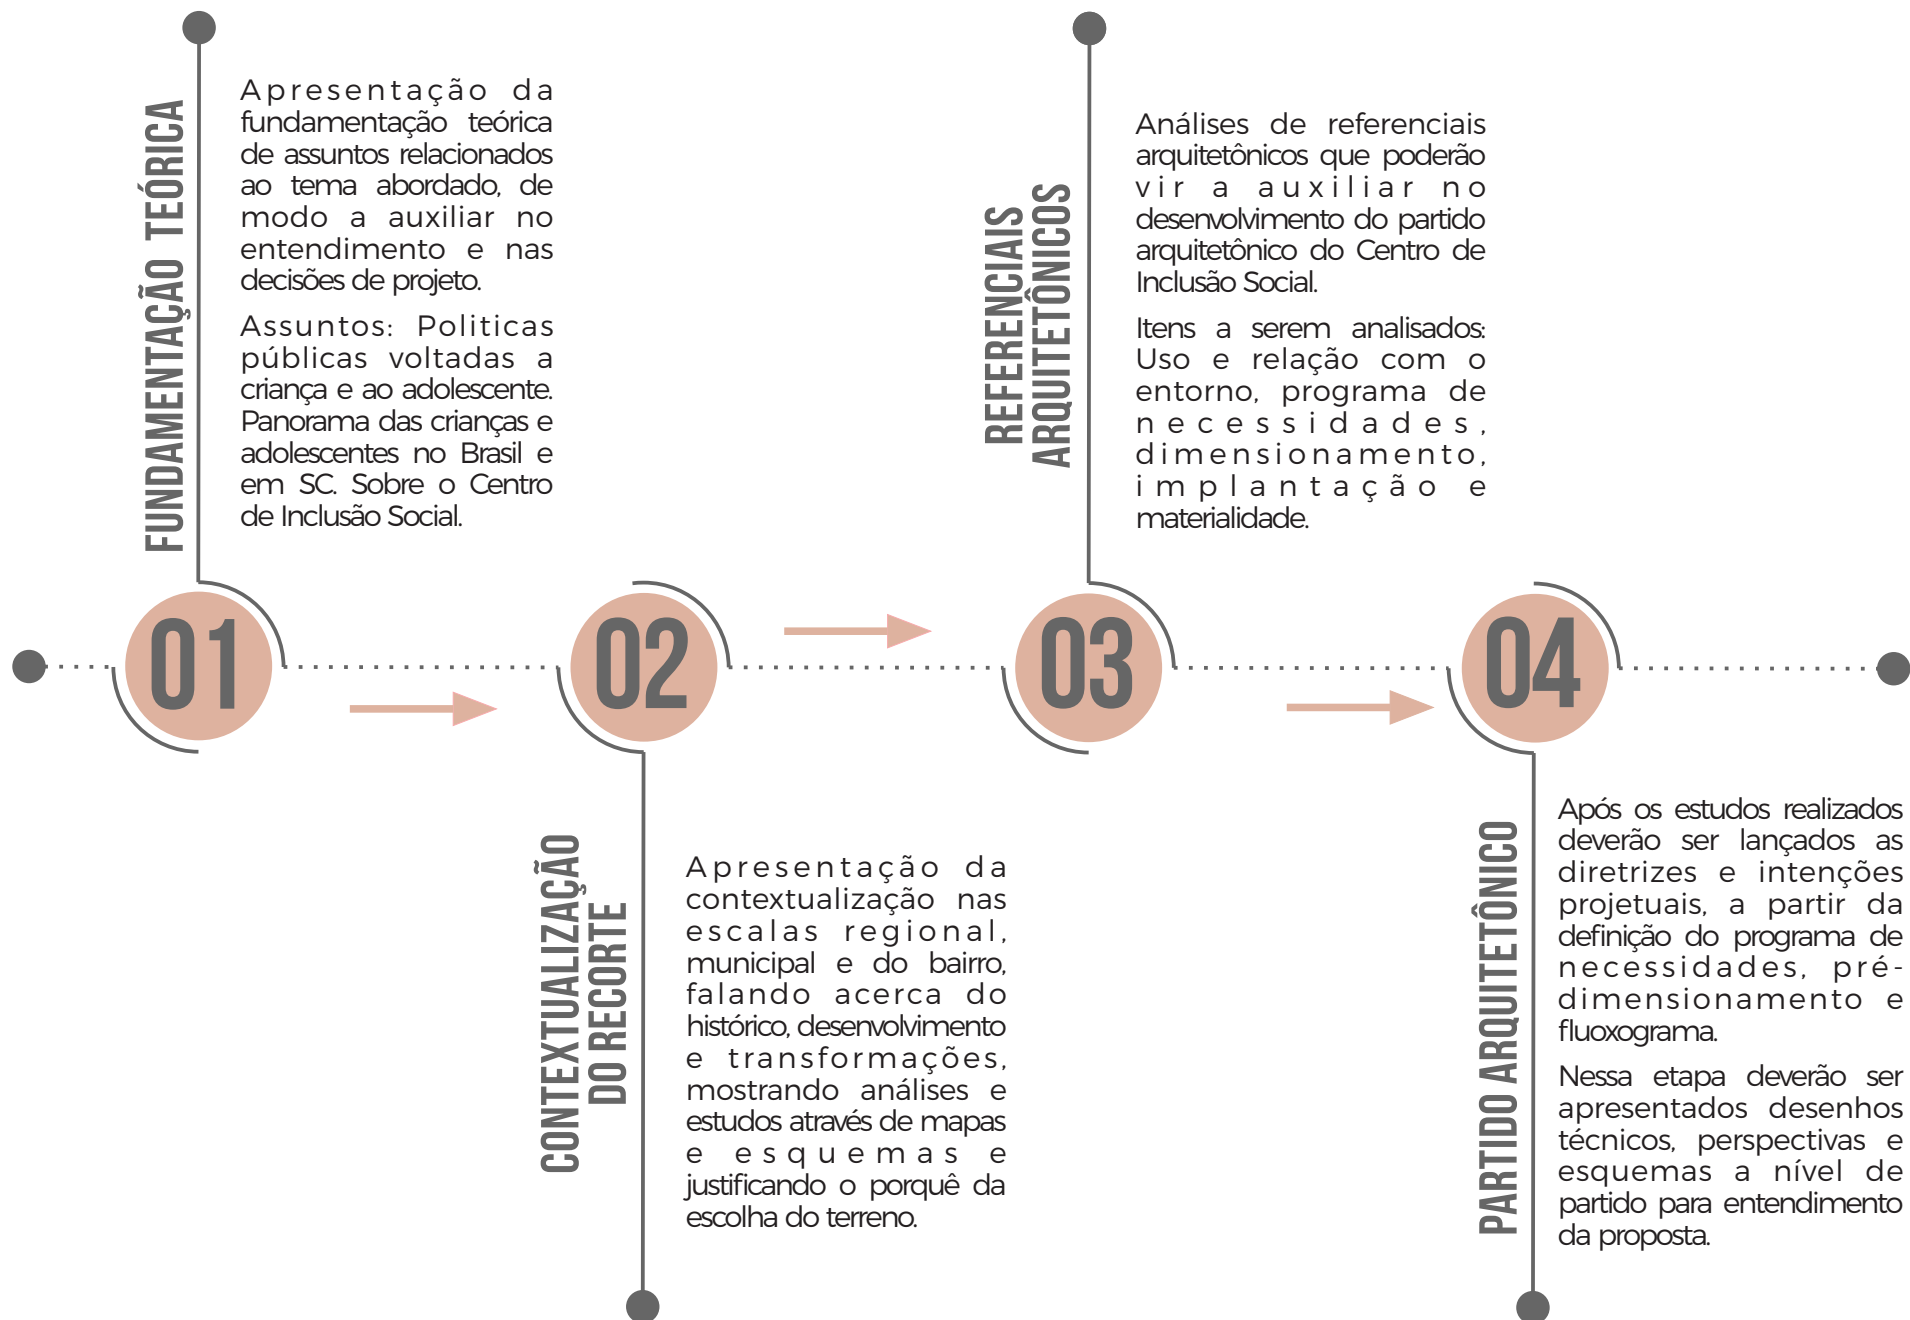 FUNDAMENTAÇÃO TEÓRICA
Apresentação da
fundamentação teórica
de assuntos relacionados
ao tema abordado, de
modo a auxiliar no
entendimento e nas
decisões de projeto.
Assuntos: Politicas
públicas voltadas a
criança e ao adolescente.
Panorama das crianças e
adolescentes no Brasil e
em SC. Sobre o Centro
de Inclusão Social.
01
02
CONTEXTUALIZAÇÃO
DO RECORTE
Apresentação da
contextualização nas
escalas regional,
municipal e do bairro,
falando acerca do
histórico, desenvolvimento
e transformações,
mostrando análises e
estudos através de mapas
e esquemas e
justificando o porquê da
escolha do terreno.
REFERENCIAIS
ARQUITETÔNICOS
Análises de referenciais
arquitetônicos que poderão
vir a auxiliar no
desenvolvimento do partido
arquitetônico do Centro de
Inclusão Social.
Itens a serem analisados:
Uso e relação com o
entorno, programa de
necessidades,
dimensionamento,
implantação e
materialidade.
03
04
PARTIDO ARQUITETÔNICO
Após os estudos realizados
deverão ser lançados as
diretrizes e intenções
projetuais, a partir da
definição do programa de
necessidades, pré-
dimensionamento e
fluoxograma.
Nessa etapa deverão ser
apresentados desenhos
técnicos, perspectivas e
esquemas a nível de
partido para entendimento
da proposta.